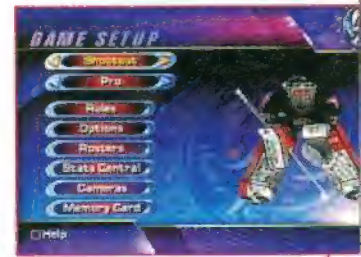 GAME SETUP
Shootout
Pro
Rules
Options
Rosters
Stats Central
Cameras
Memory Card
Help